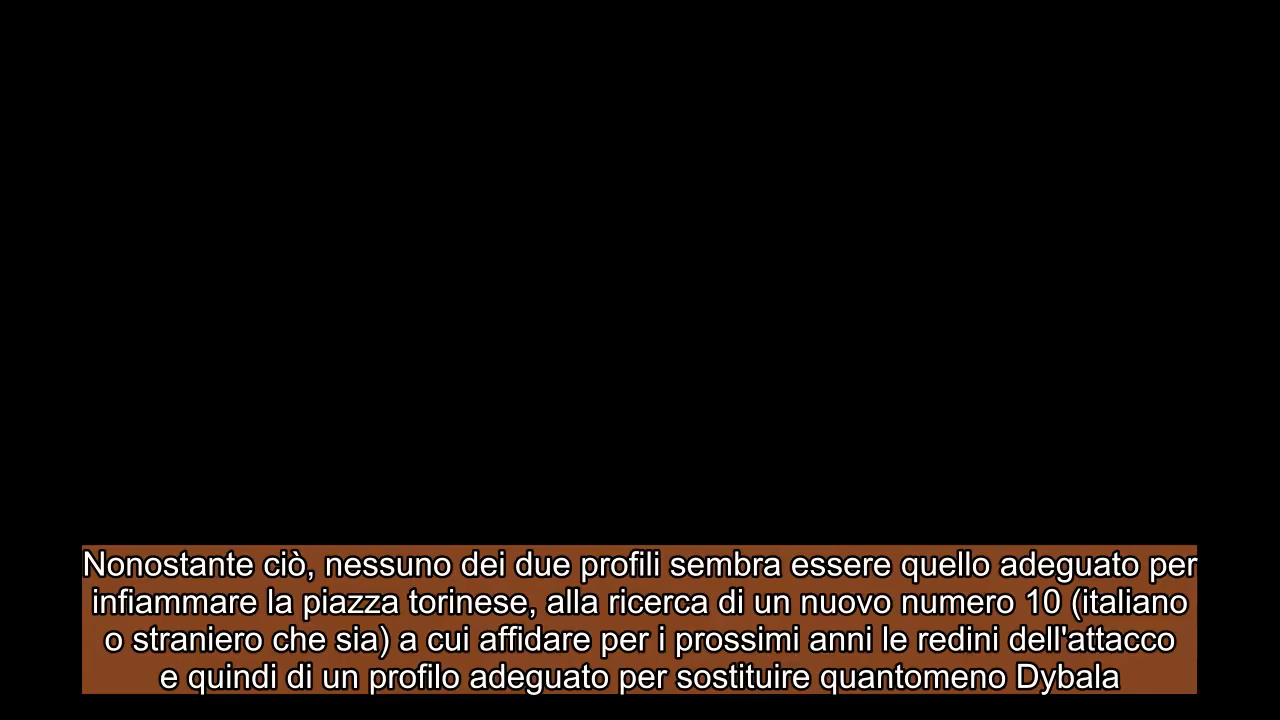 Nonostante ciò, nessuno dei due profili sembra essere quello adeguato per
infiammare la piazza torinese, alla ricerca di un nuovo numero 10 (italiano
o straniero che sia) a cui affidare per i prossimi anni le redini dell'attacco
e quindi di un profilo adeguato per sostituire quantomeno Dybala